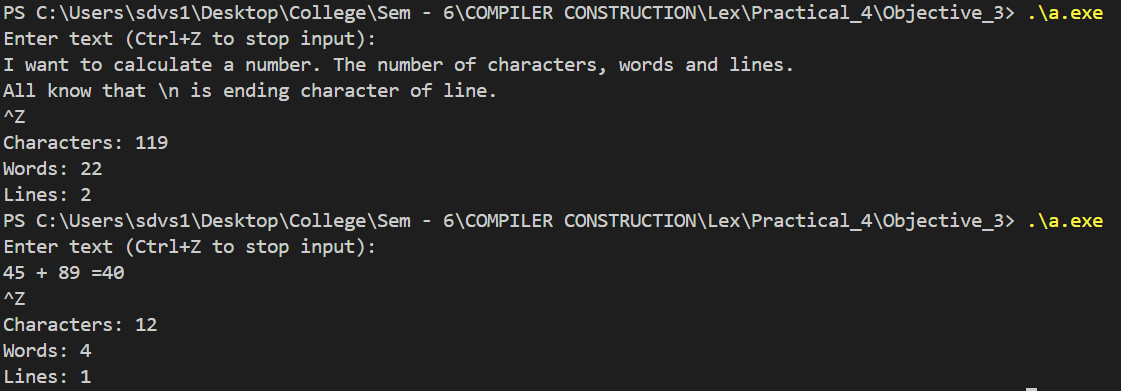 PS C:\Users\sdvs1\Desktop\College\Sem - 6\COMPILER CONSTRUCTION\Lex\Practical_4\Objective_3> .\a.exe
Enter text (Ctrl+Z to stop input):
I want to calculate a number. The number of characters, words and lines.
All know that \n is ending character of line.
^Z
Characters: 119
Words: 22
Lines: 2
PS C:\Users\sdvs1\Desktop\College\Sem - 6\COMPILER CONSTRUCTION\Lex\Practical_4\Objective_3> .\a.exe
Enter text (Ctrl+Z to stop input):
45 + 89 =40
^Z
Characters: 12
Words: 4
Lines: 1